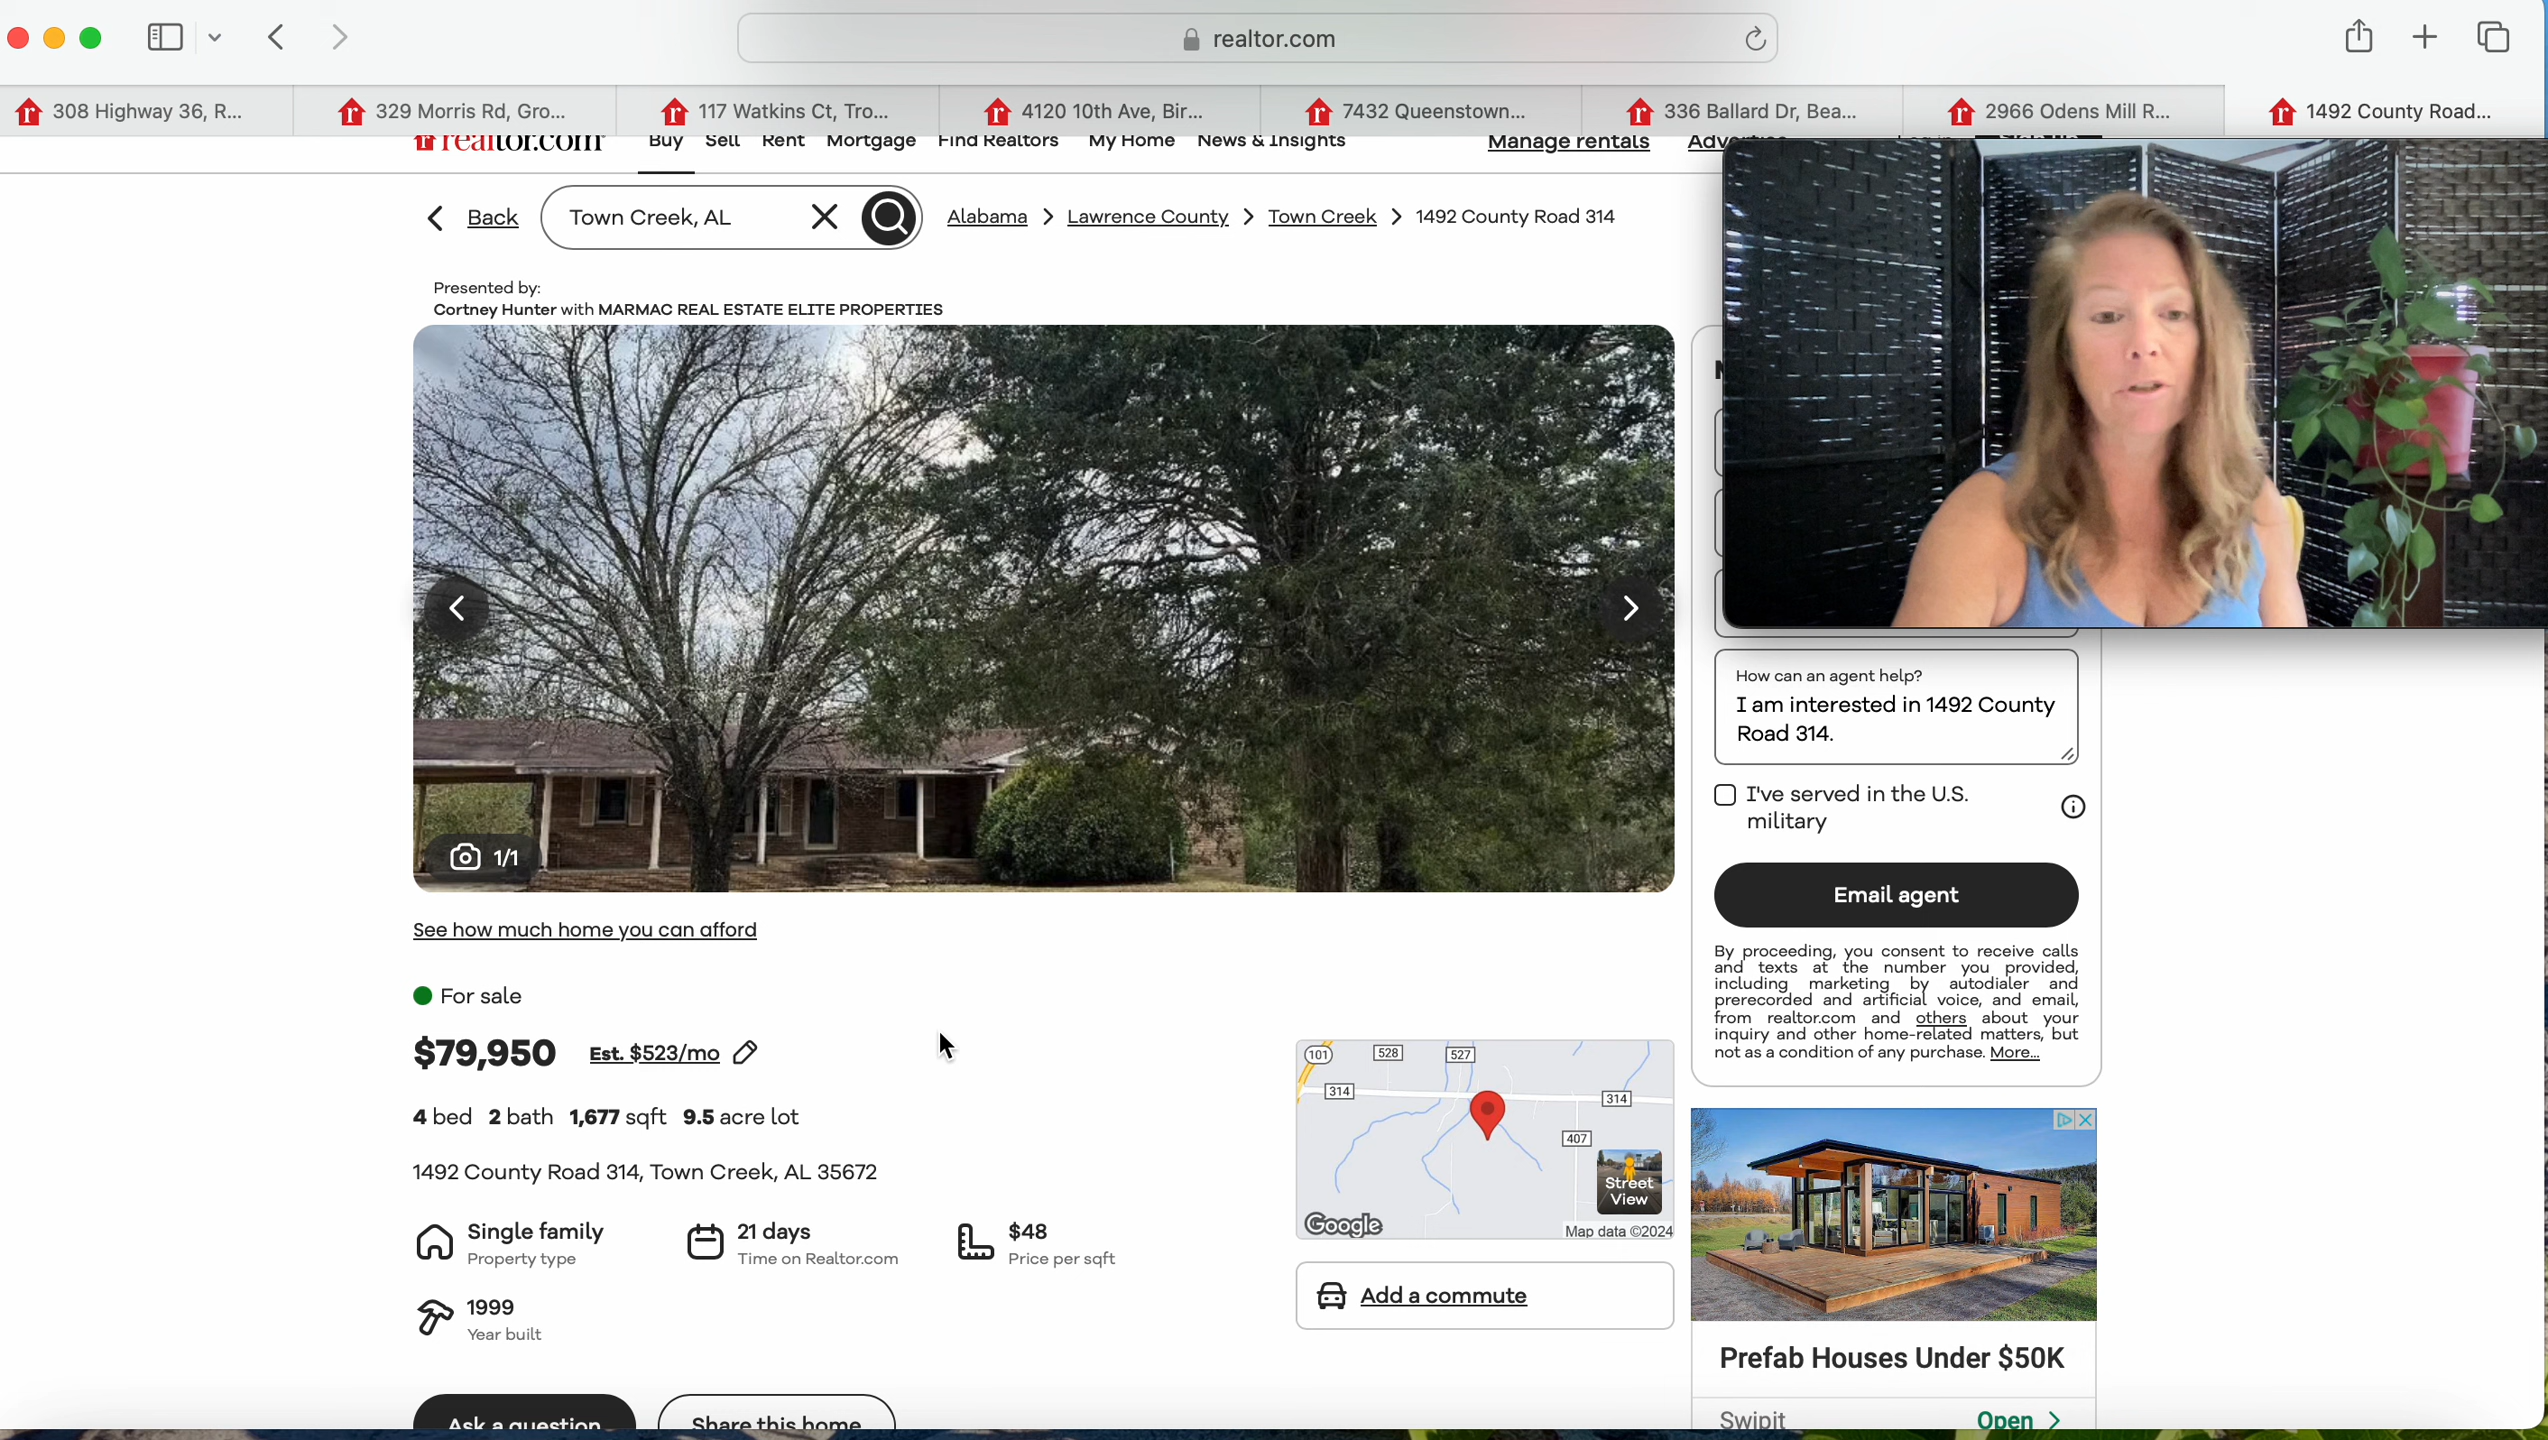 realtor.com
308 Highway 36, R...
329 Morris Rd, Gro...
117 Watkins Ct, Tro...
4120 10th Ave, Bir...
7432 Queenstown...
336 Ballard Dr, Bea...
2966 Odens Mill R...
1492 County Road...
realtor.com
Buy
Sell
Rent
Mortgage
Find Realtors
My Home
News & Insights
Manage rentals
Back
Town Creek, AL
Alabama > Lawrence County > Town Creek > 1492 County Road 314
Presented by:
Cortney Hunter with MARMAC REAL ESTATE ELITE PROPERTIES
1/1
See how much home you can afford
For sale
$79,950
Est. $523/mo
4 bed 2 bath 1,677 sqft 9.5 acre lot
1492 County Road 314, Town Creek, AL 35672
Single family
Property type
21 days
Time on Realtor.com
$48
Price per sqft
1999
Year built
Ask a question
Share this home
101
528
527
314
314
407
Street
View
Google
Map data ©2024
Add a commute
How can an agent help?
I am interested in 1492 County
Road 314.
I've served in the U.S.
military
Email agent
By proceeding, you consent to receive calls
and texts at the number you provided,
including marketing by autodialer and
prerecorded and artificial voice, and email,
from realtor.com and others about your
inquiry and other home-related matters, but
not as a condition of any purchase. More...
Prefab Houses Under $50K
Swipit
Open